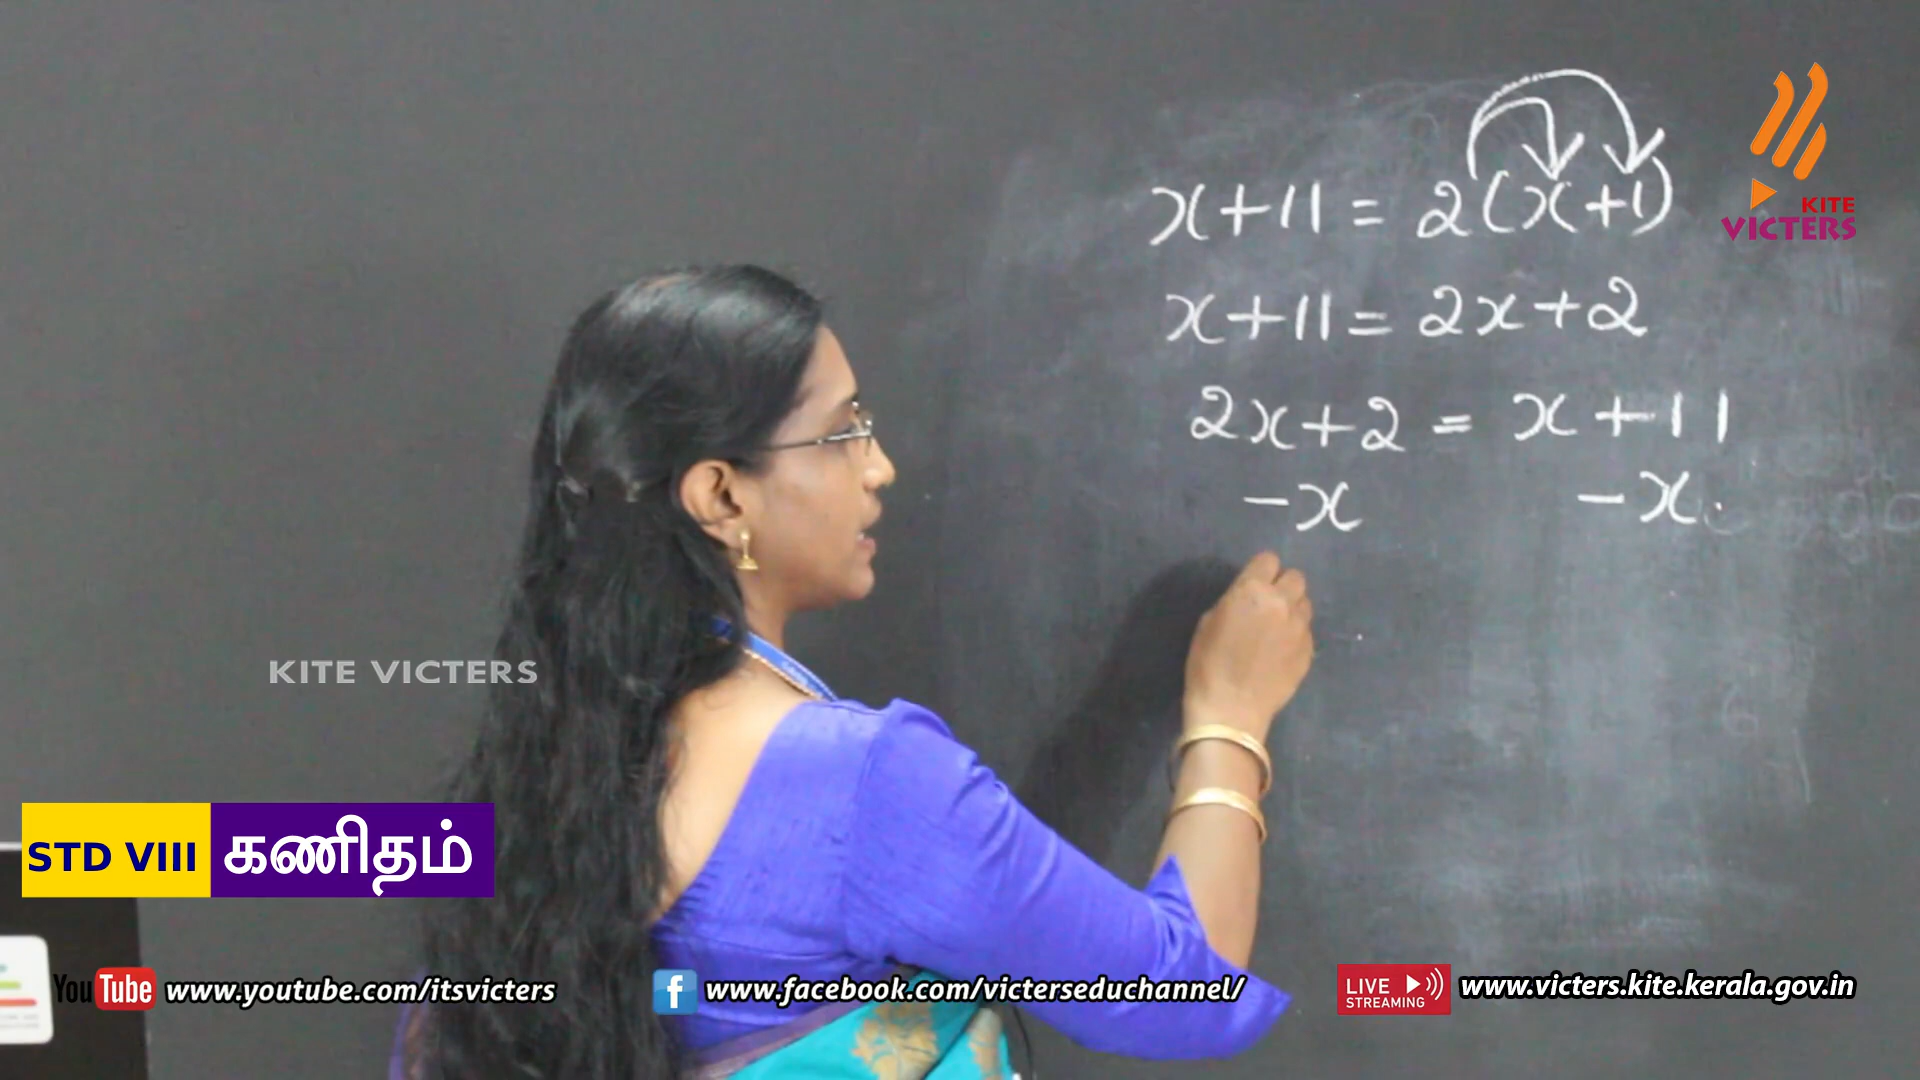 x+11 = 2(x+1)
x+11 = 2x+2
2x+2 = x+11
-x -x
KITE
VICTERS
KITE VICTERS
STD VIII கணிதம்
YouTube www.youtube.com/itsvicters
f www.facebook.com/victerseduchannel/
LIVE STREAMING www.victers.kite.kerala.gov.in